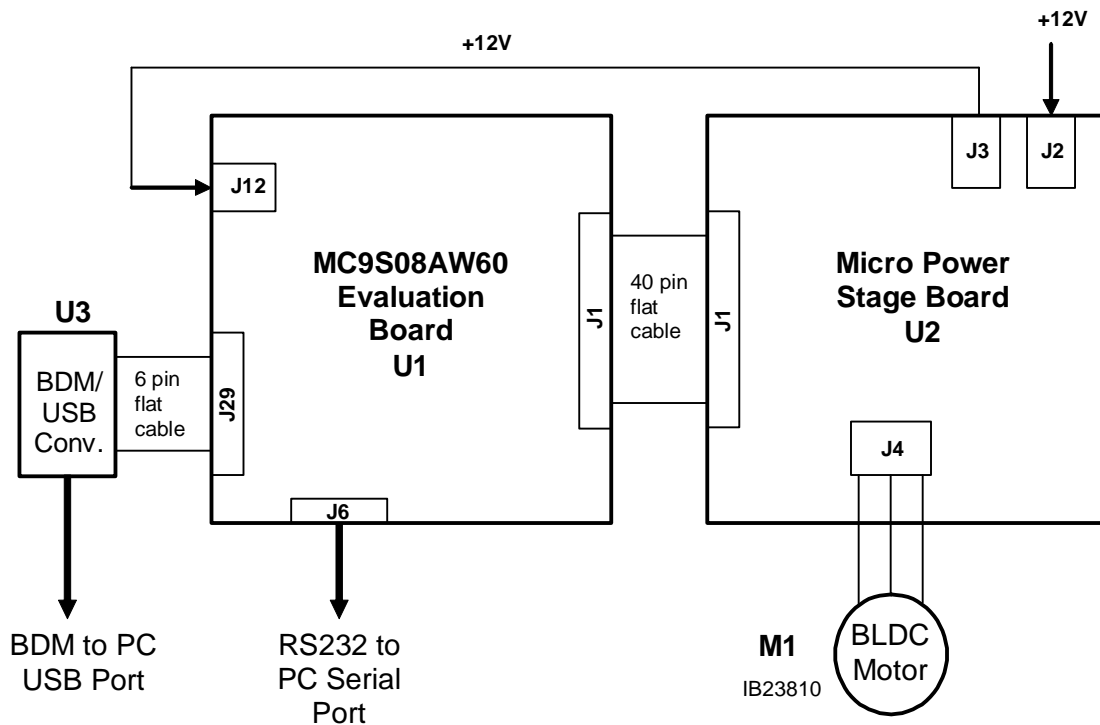 +12V
+12V
J3
J2
J12
MC9S08AW60
Evaluation
Board
U1
J1
40 pin
flat
cable
J1
Micro Power
Stage Board
U2
U3
BDM/
USB
Conv.
6 pin
flat
cable
J29
J4
J6
BDM to PC
USB Port
RS232 to
PC Serial
Port
M1
IB23810
BLDC
Motor